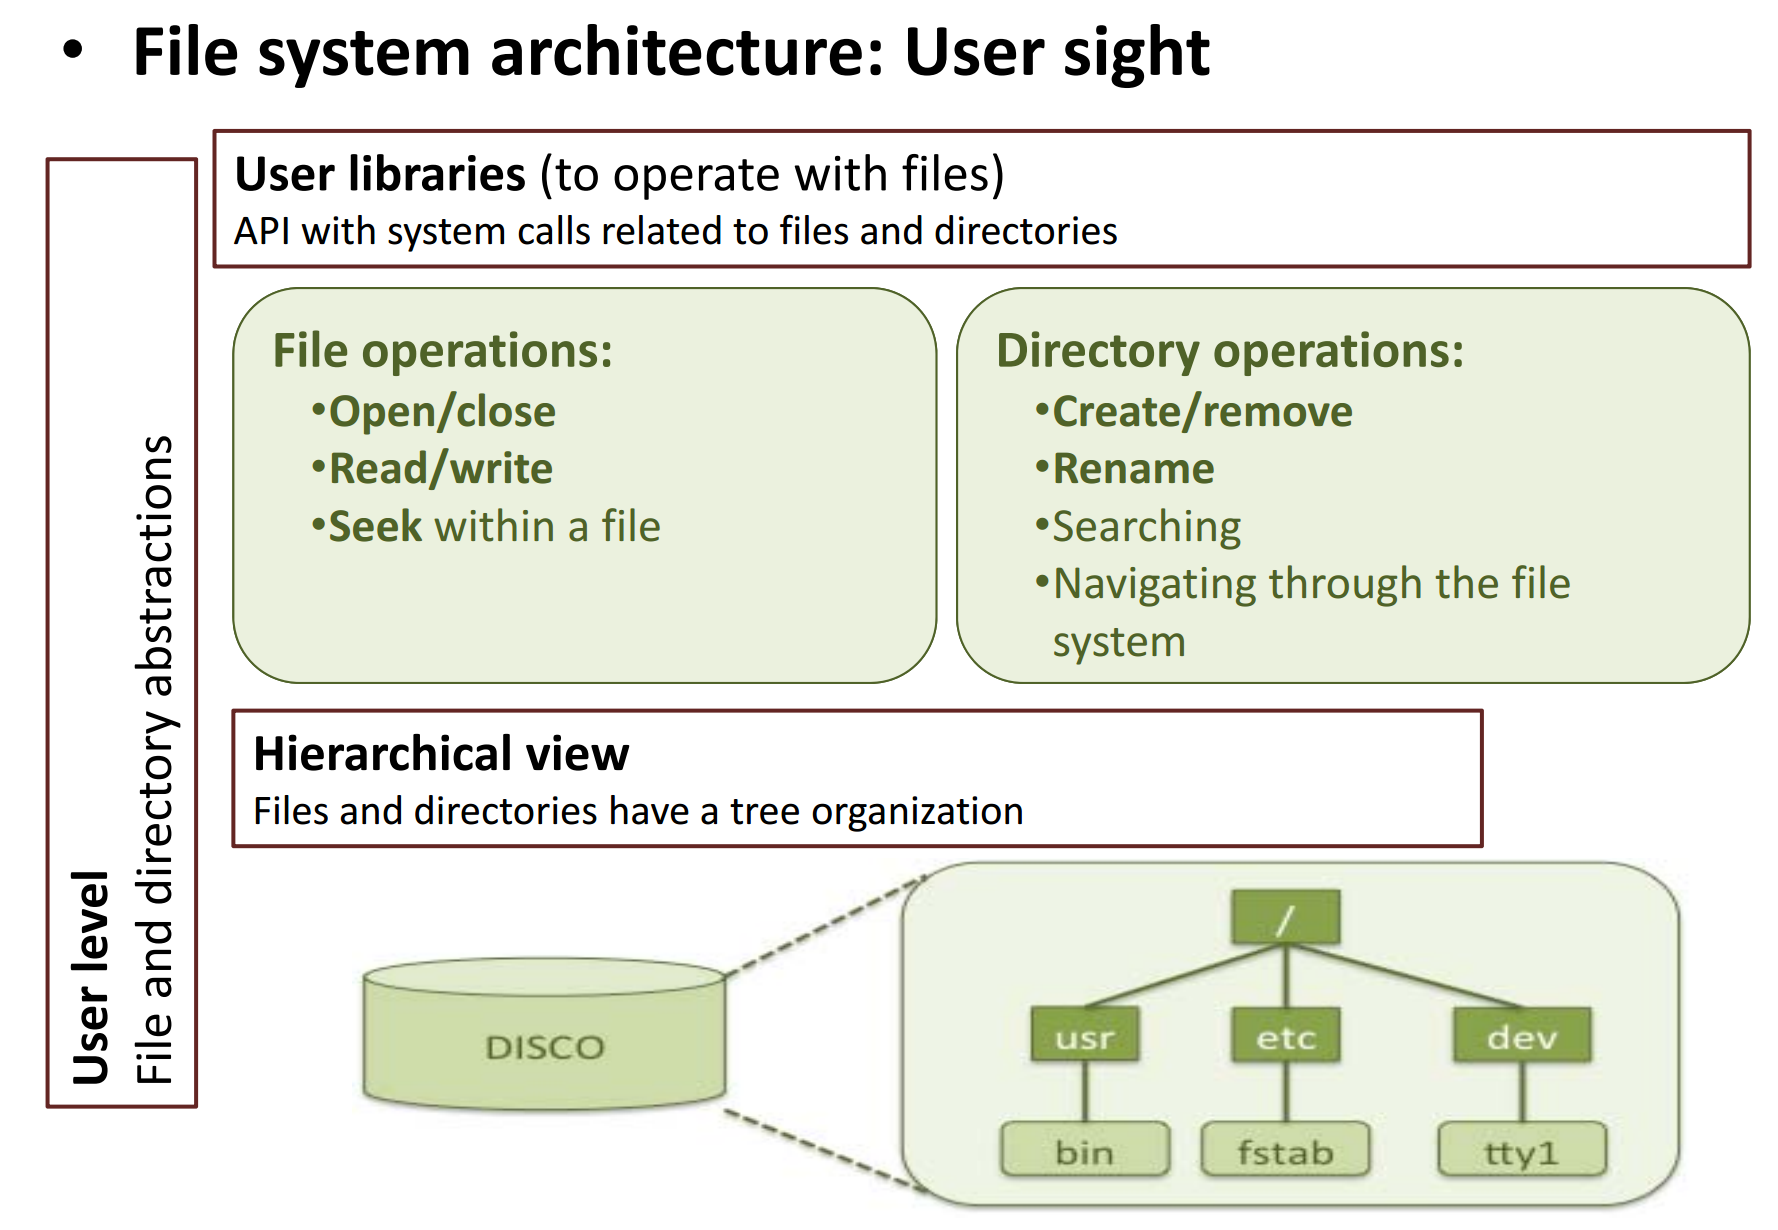 • File system architecture: User sight
User libraries (to operate with files)
API with system calls related to files and directories
File operations:
•Open/close
•Read/write
•Seek within a file
Directory operations:
•Create/remove
•Rename
•Searching
•Navigating through the file
system
User level
File and directory abstractions
Hierarchical view
Files and directories have a tree organization
DISCO
/
usr
etc
dev
bin
fstab
tty1